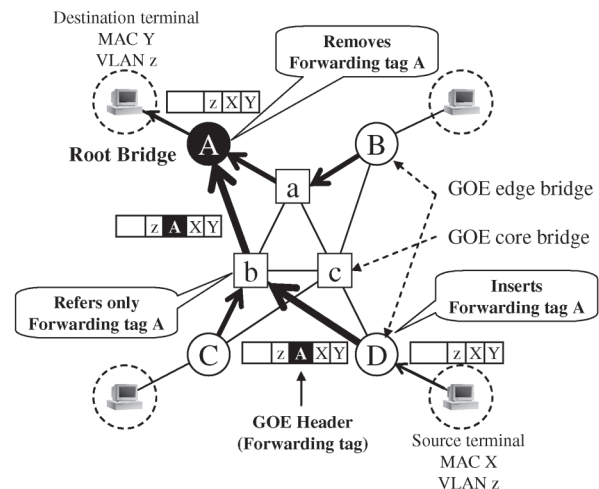 Destination terminal
MAC Y
VLAN z
Removes
Forwarding tag A
z X Y
Root Bridge
A
B
a
GOE edge bridge
z A X Y
GOE core bridge
b
c
Refers only
Forwarding tag A
Inserts
Forwarding tag A
C
z A X Y
D
z X Y
GOE Header
(Forwarding tag)
Source terminal
MAC X
VLAN z